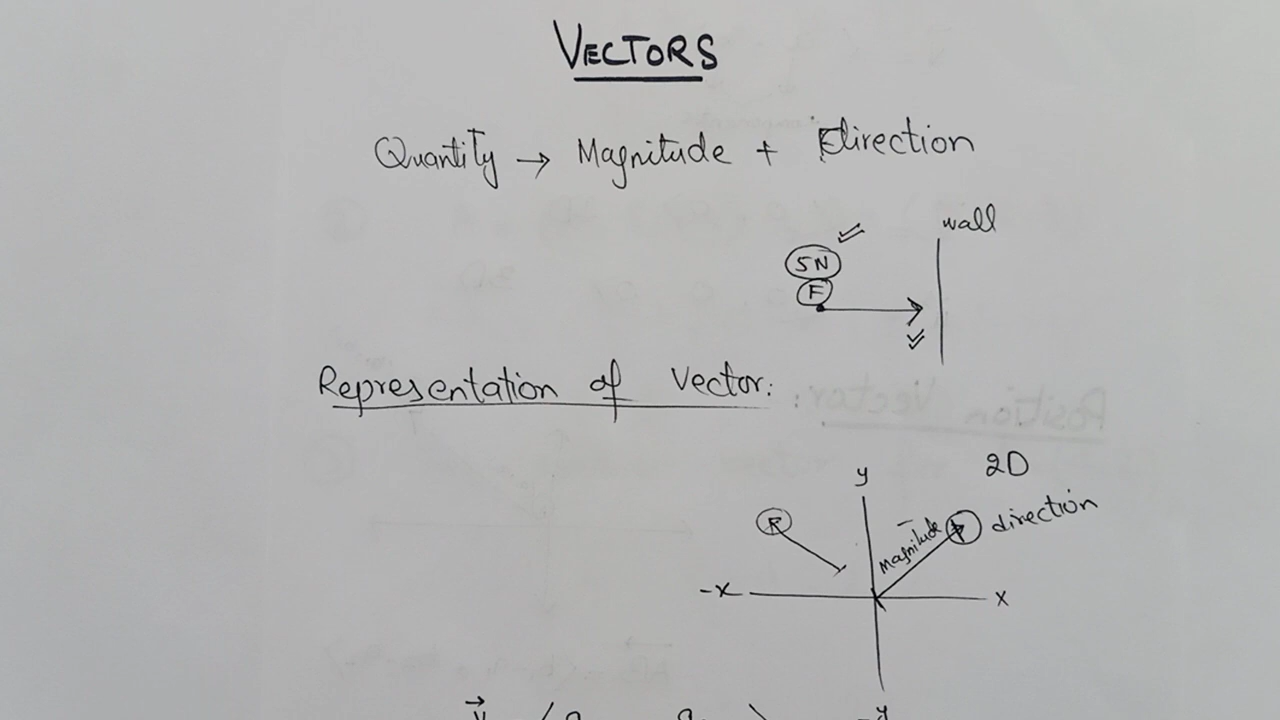 VECTORS
Quantity → Magnitude + direction
wall
5N
F
Representation of Vector:
2D
y
direction
Magnitude
-x
x
-y